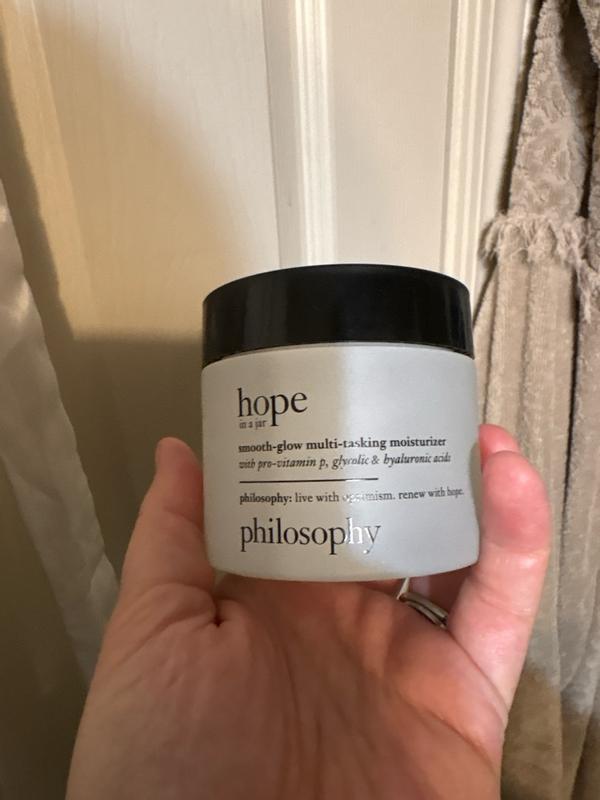 hope
in a jar
smooth-glow multi-tasking moisturizer
with pro-vitamin p, glycolic & hyaluronic acids
philosophy: live with optimism. renew with hope.
philosophy